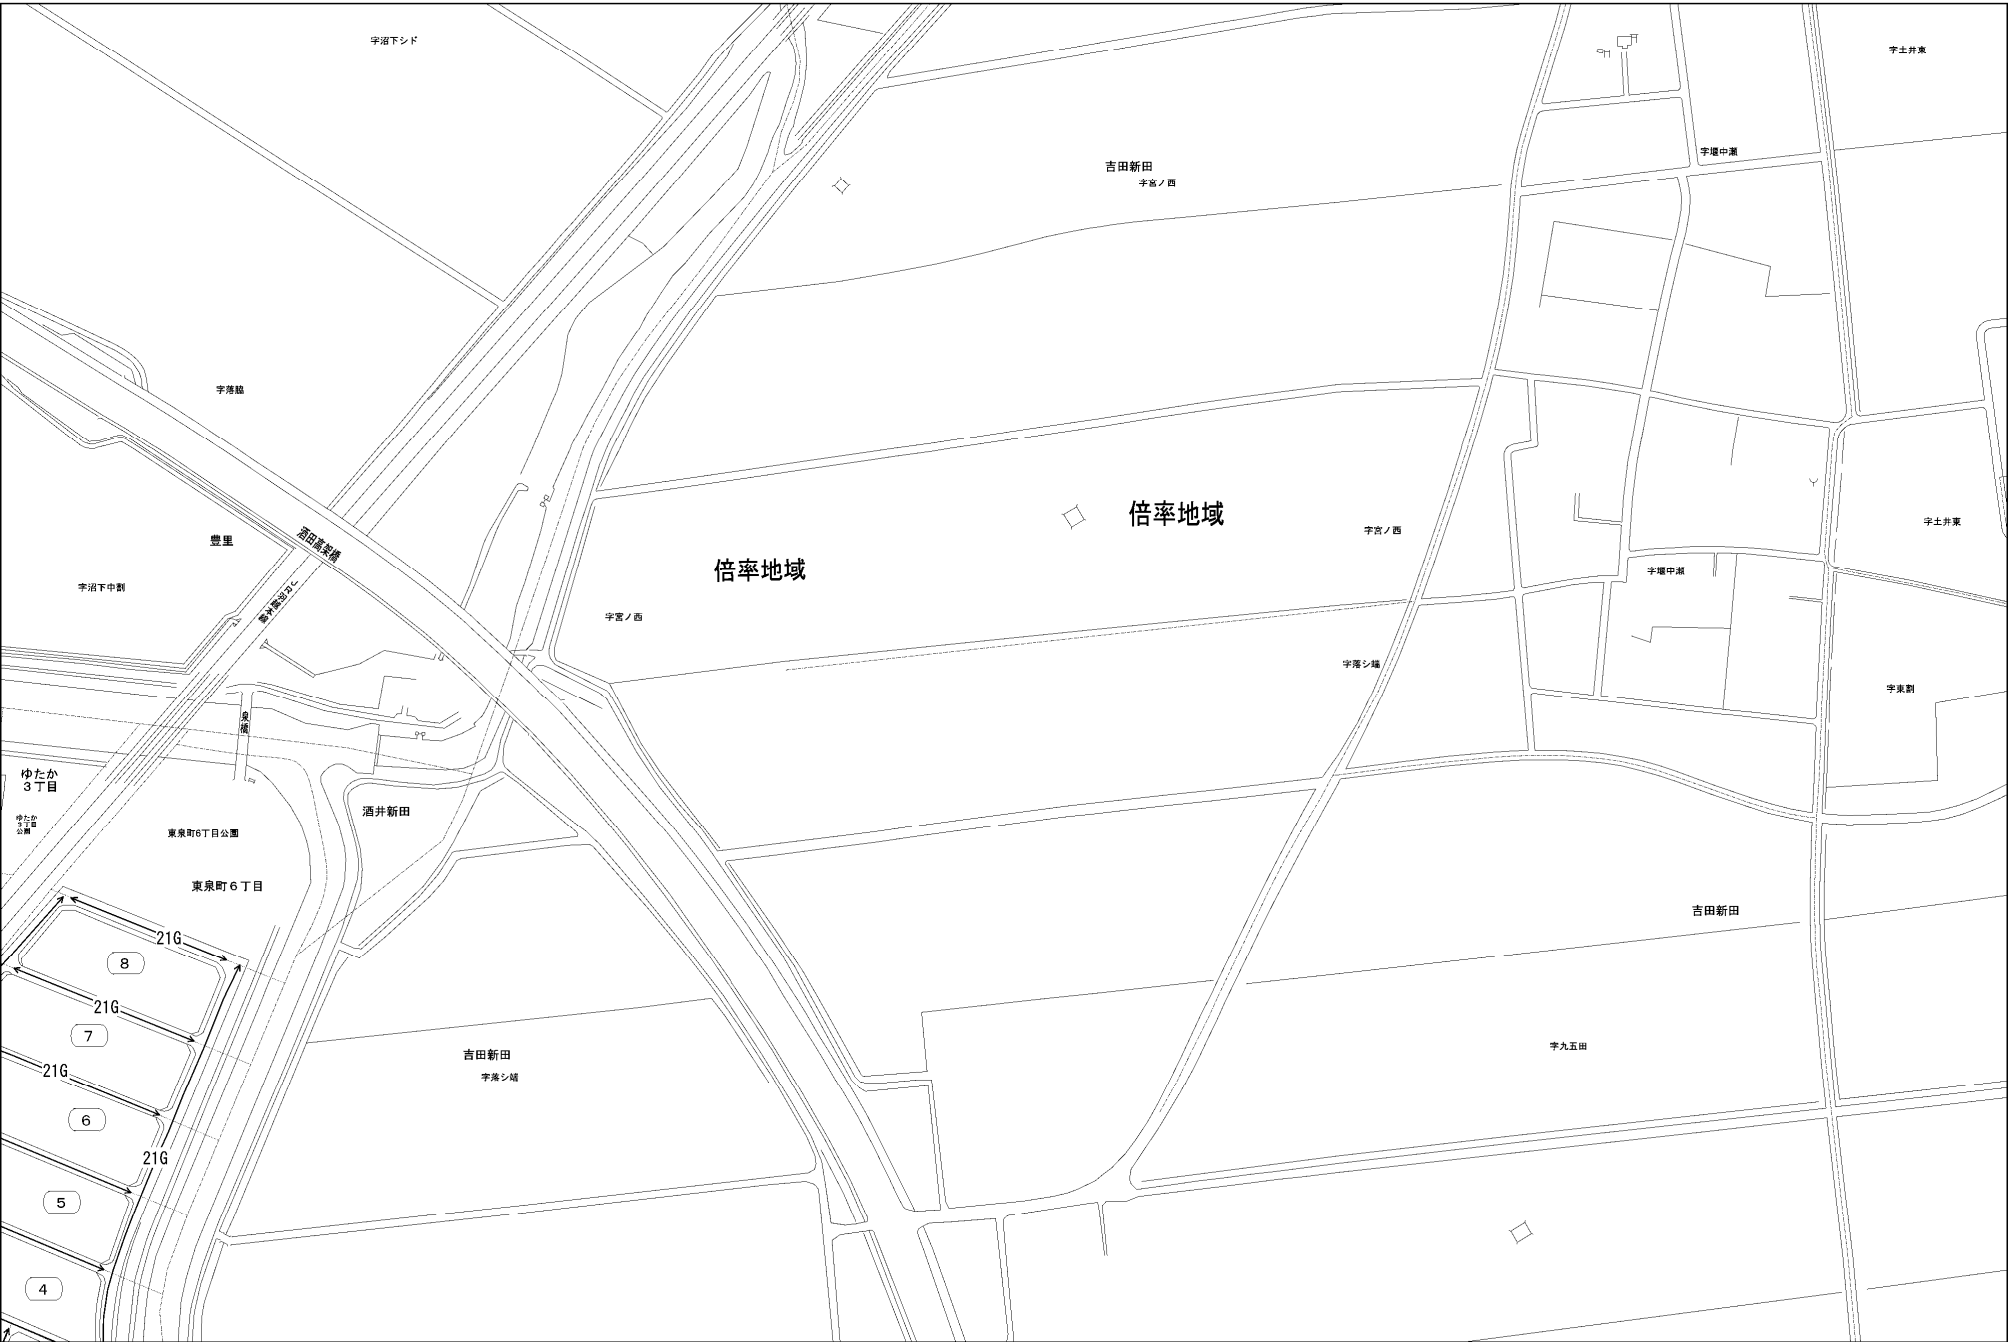 字沼下シド
字土井東
字堰中瀬
吉田新田
字宮ノ西
字落脇
倍率地域
字宮ノ西
字土井東
酒田高架橋
豊里
倍率地域
字堰中瀬
字沼下中割
JR羽越本線
字宮ノ西
字落シ端
字東割
泉橋
ゆたか
3丁目
酒井新田
ゆたか
3丁目
公園
東泉町6丁目公園
東泉町6丁目
吉田新田
21G
8
21G
7
字九五田
吉田新田
21G
字落シ端
6
21G
5
4